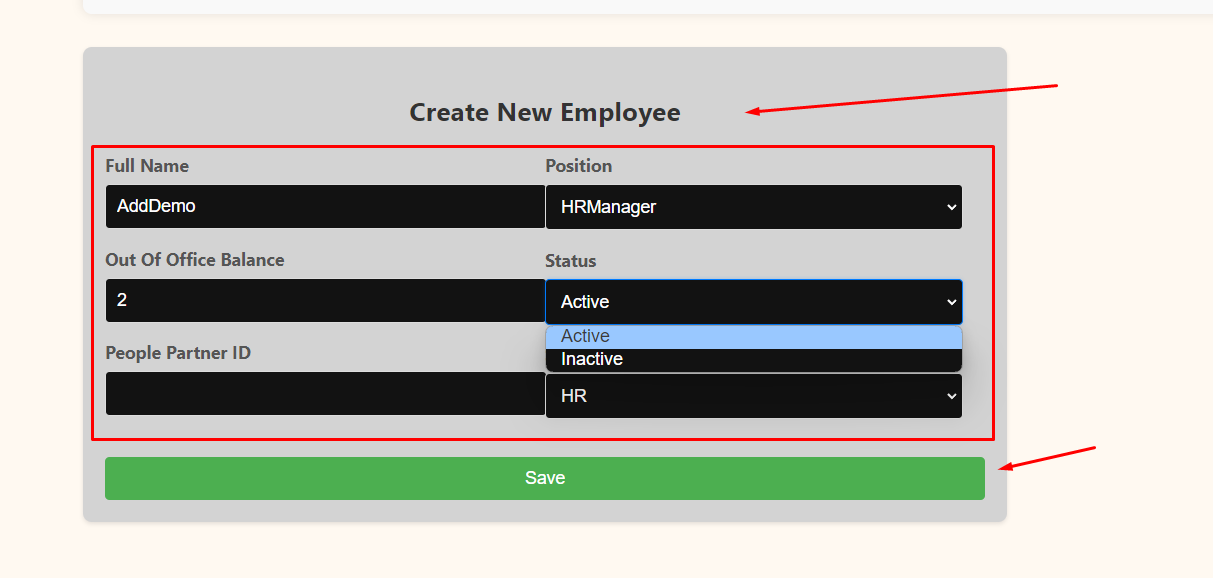 Create New Employee
Full Name
Position
AddDemo
HRManager
Out Of Office Balance
Status
2
Active
Active
Inactive
People Partner ID
HR
Save